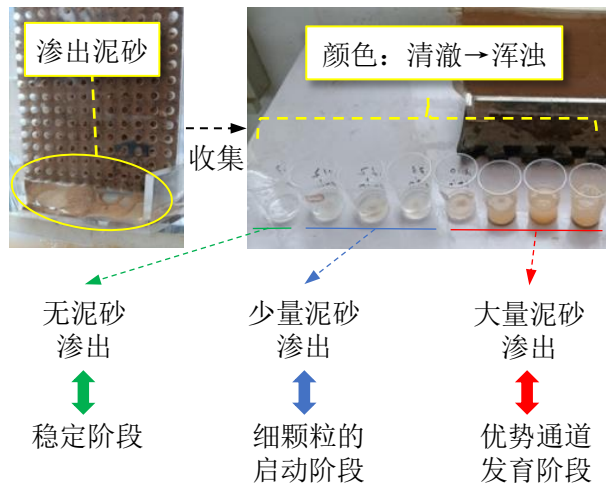 渗出泥砂
颜色：清澈→浑浊
收集
无泥砂
渗出
少量泥砂
渗出
大量泥砂
渗出
稳定阶段
细颗粒的
启动阶段
优势通道
发育阶段